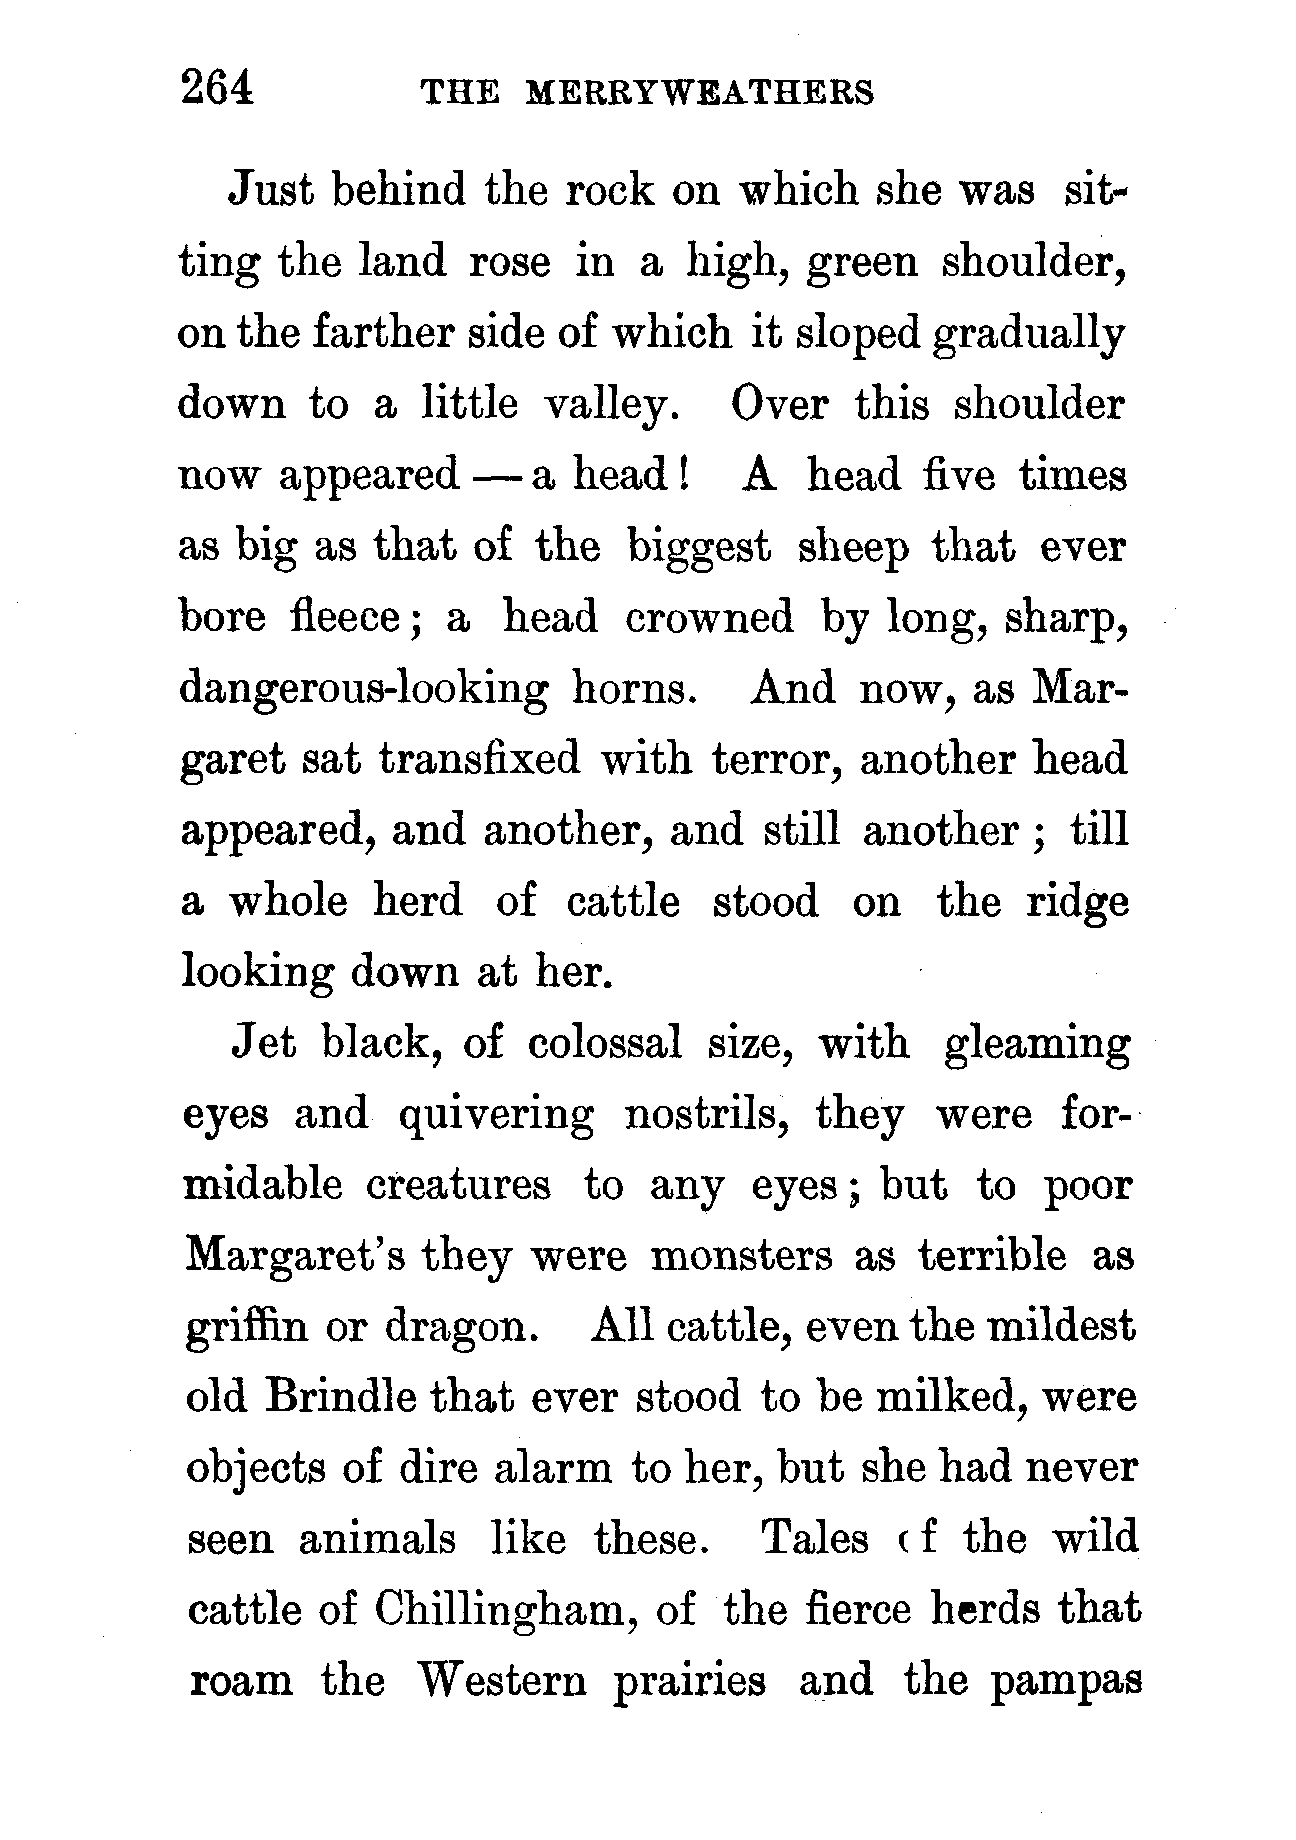 264 THE MERRYWEATHERS
Just behind the rock on which she was sit-
ting the land rose in a high, green shoulder,
on the farther side of which it sloped gradually
down to a little valley. Over this shoulder
now appeared — a head! A head five times
as big as that of the biggest sheep that ever
bore fleece; a head crowned by long, sharp,
dangerous-looking horns. And now, as Mar-
garet sat transfixed with terror, another head
appeared, and another, and still another; till
a whole herd of cattle stood on the ridge
looking down at her.
Jet black, of colossal size, with gleaming
eyes and quivering nostrils, they were for-
midable creatures to any eyes; but to poor
Margaret's they were monsters as terrible as
griffin or dragon. All cattle, even the mildest
old Brindle that ever stood to be milked, were
objects of dire alarm to her, but she had never
seen animals like these. Tales of the wild
cattle of Chillingham, of the fierce herds that
roam the Western prairies and the pampas